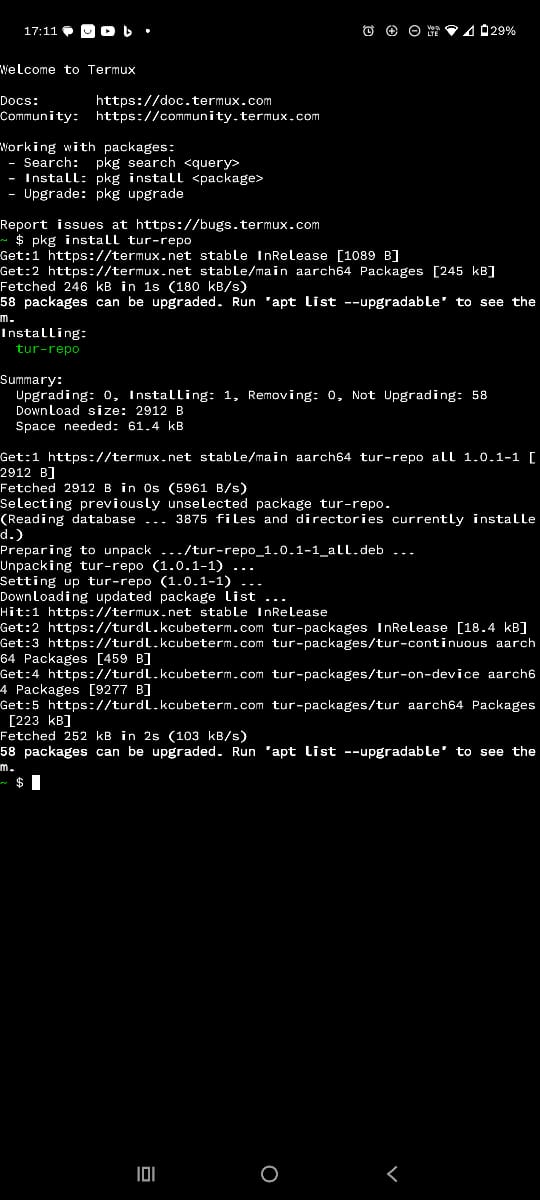 17:11
Vo)) LTE 29%
Welcome to Termux
Docs:       https://doc.termux.com
Community:  https://community.termux.com
Working with packages:
 - Search:  pkg search <query>
 - Install: pkg install <package>
 - Upgrade: pkg upgrade
Report issues at https://bugs.termux.com
~ $ pkg install tur-repo
Get:1 https://termux.net stable InRelease [1089 B]
Get:2 https://termux.net stable/main aarch64 Packages [245 kB]
Fetched 246 kB in 1s (180 kB/s)
58 packages can be upgraded. Run 'apt list --upgradable' to see the
m.
Installing:
  tur-repo
Summary:
  Upgrading: 0, Installing: 1, Removing: 0, Not Upgrading: 58
  Download size: 2912 B
  Space needed: 61.4 kB
Get:1 https://termux.net stable/main aarch64 tur-repo all 1.0.1-1 [
2912 B]
Fetched 2912 B in 0s (5961 B/s)
Selecting previously unselected package tur-repo.
(Reading database ... 3875 files and directories currently installe
d.)
Preparing to unpack .../tur-repo_1.0.1-1_all.deb ...
Unpacking tur-repo (1.0.1-1) ...
Setting up tur-repo (1.0.1-1) ...
Downloading updated package list ...
Hit:1 https://termux.net stable InRelease
Get:2 https://turdl.kcubeterm.com tur-packages InRelease [18.4 kB]
Get:3 https://turdl.kcubeterm.com tur-packages/tur-continuous aarch
64 Packages [459 B]
Get:4 https://turdl.kcubeterm.com tur-packages/tur-on-device aarch6
4 Packages [9277 B]
Get:5 https://turdl.kcubeterm.com tur-packages/tur aarch64 Packages
 [223 kB]
Fetched 252 kB in 2s (103 kB/s)
58 packages can be upgraded. Run 'apt list --upgradable' to see the
m.
~ $